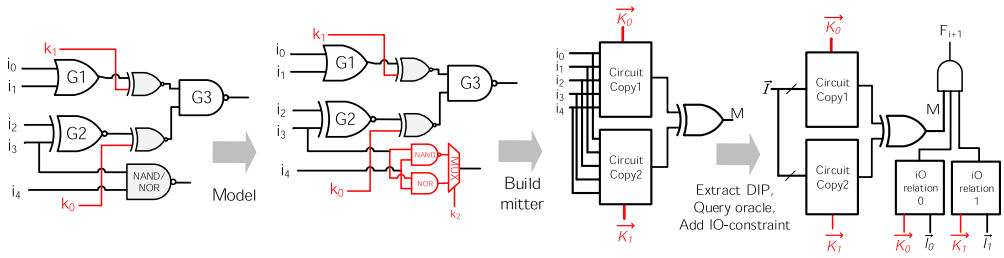 k1
i0
i1
G1
G3
i2
i3
G2
NAND/
NOR
i4
k0
Model
k1
i0
i1
G1
G3
i2
i3
G2
i4
NAND
NOR
MUX
k0
k2
Build
mitter
K0
i0
i1
i2
i3
i4
Circuit
Copy1
Circuit
Copy2
M
K1
Extract DIP,
Query oracle,
Add IO-constraint
K0
I
Circuit
Copy1
Circuit
Copy2
K1
Fi+1
M
iO
relation
0
iO
relation
1
K0
I0
K1
I1